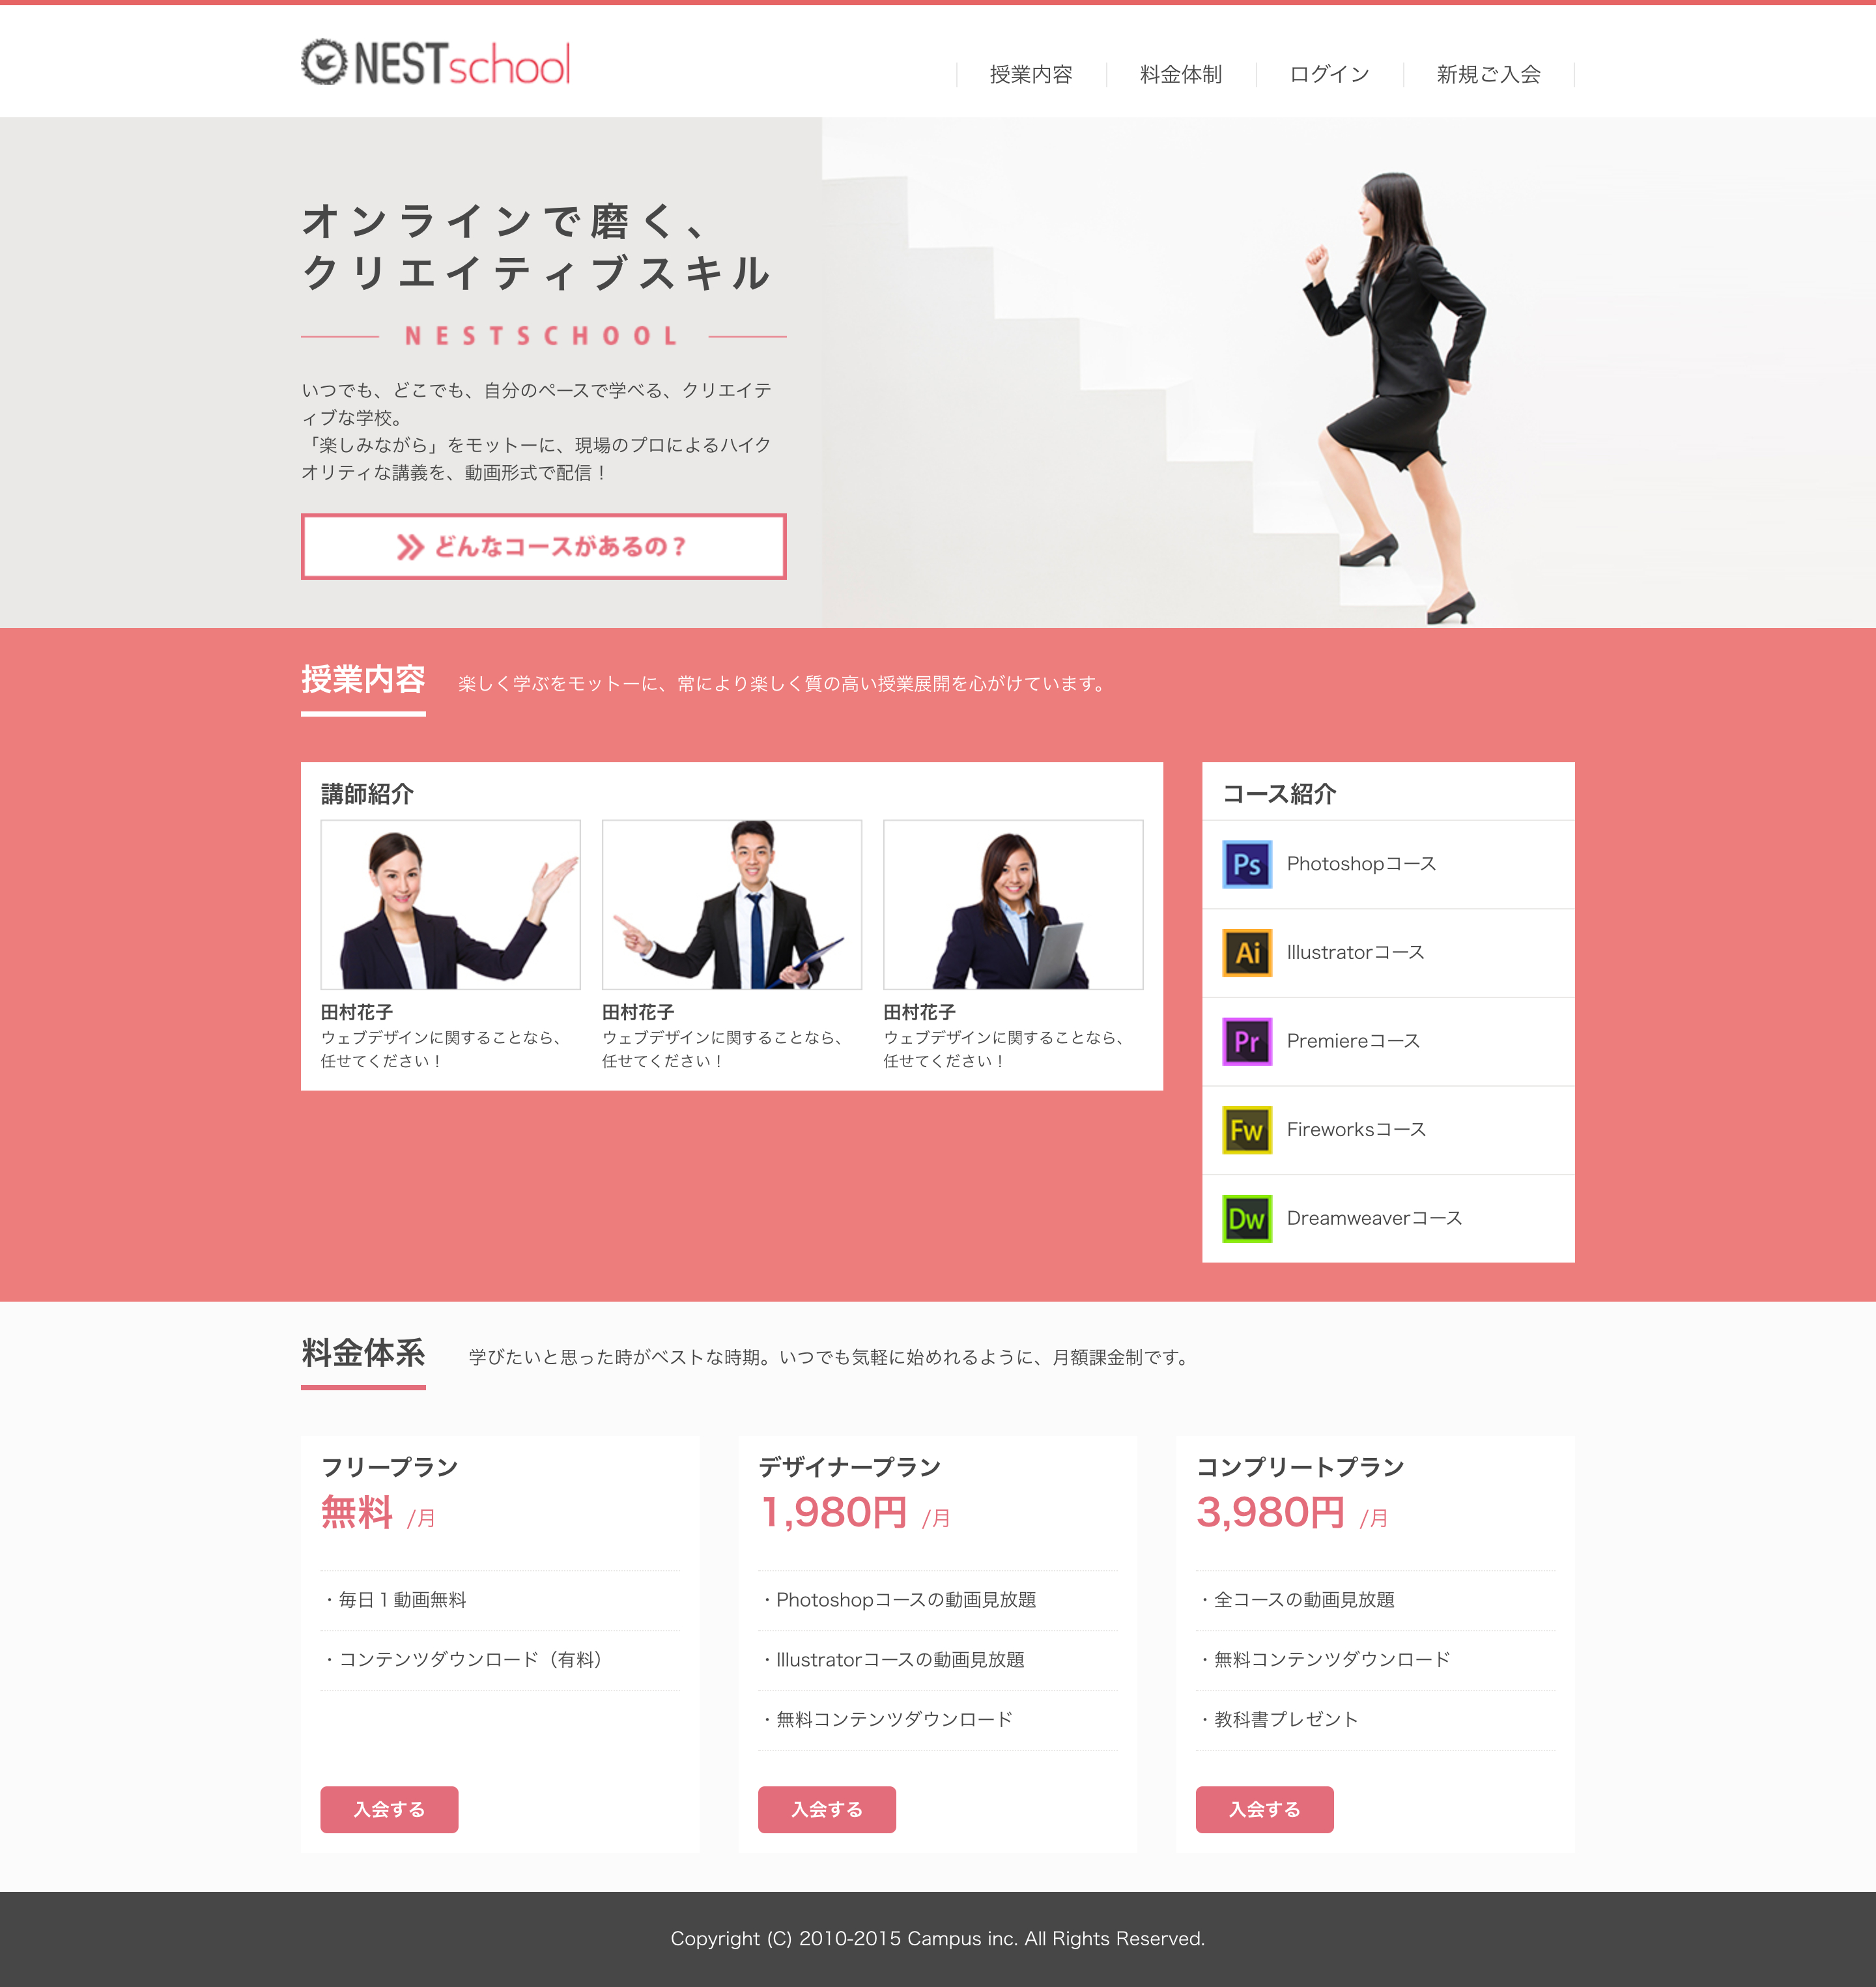 NESTschool
授業内容
料金体制
ログイン
新規ご入会
オンラインで磨く、
クリエイティブスキル
NESTSCHOOL
いつでも、どこでも、自分のペースで学べる、クリエイテ
ィブな学校。
「楽しみながら」をモットーに、現場のプロによるハイク
オリティな講義を、動画形式で配信！
どんなコースがあるの？
授業内容
楽しく学ぶをモットーに、常により楽しく質の高い授業展開を心がけています。
講師紹介
田村花子
ウェブデザインに関することなら、
任せてください！
田村花子
ウェブデザインに関することなら、
任せてください！
田村花子
ウェブデザインに関することなら、
任せてください！
コース紹介
Ps Photoshopコース
Ai Illustratorコース
Pr Premiereコース
Fw Fireworksコース
Dw Dreamweaverコース
料金体系
学びたいと思った時がベストな時期。いつでも気軽に始めれるように、月額課金制です。
フリープラン
無料 /月
・毎日１動画無料
・コンテンツダウンロード（有料）
入会する
デザイナープラン
1,980円 /月
・Photoshopコースの動画見放題
・Illustratorコースの動画見放題
・無料コンテンツダウンロード
入会する
コンプリートプラン
3,980円 /月
・全コースの動画見放題
・無料コンテンツダウンロード
・教科書プレゼント
入会する
Copyright (C) 2010-2015 Campus inc. All Rights Reserved.